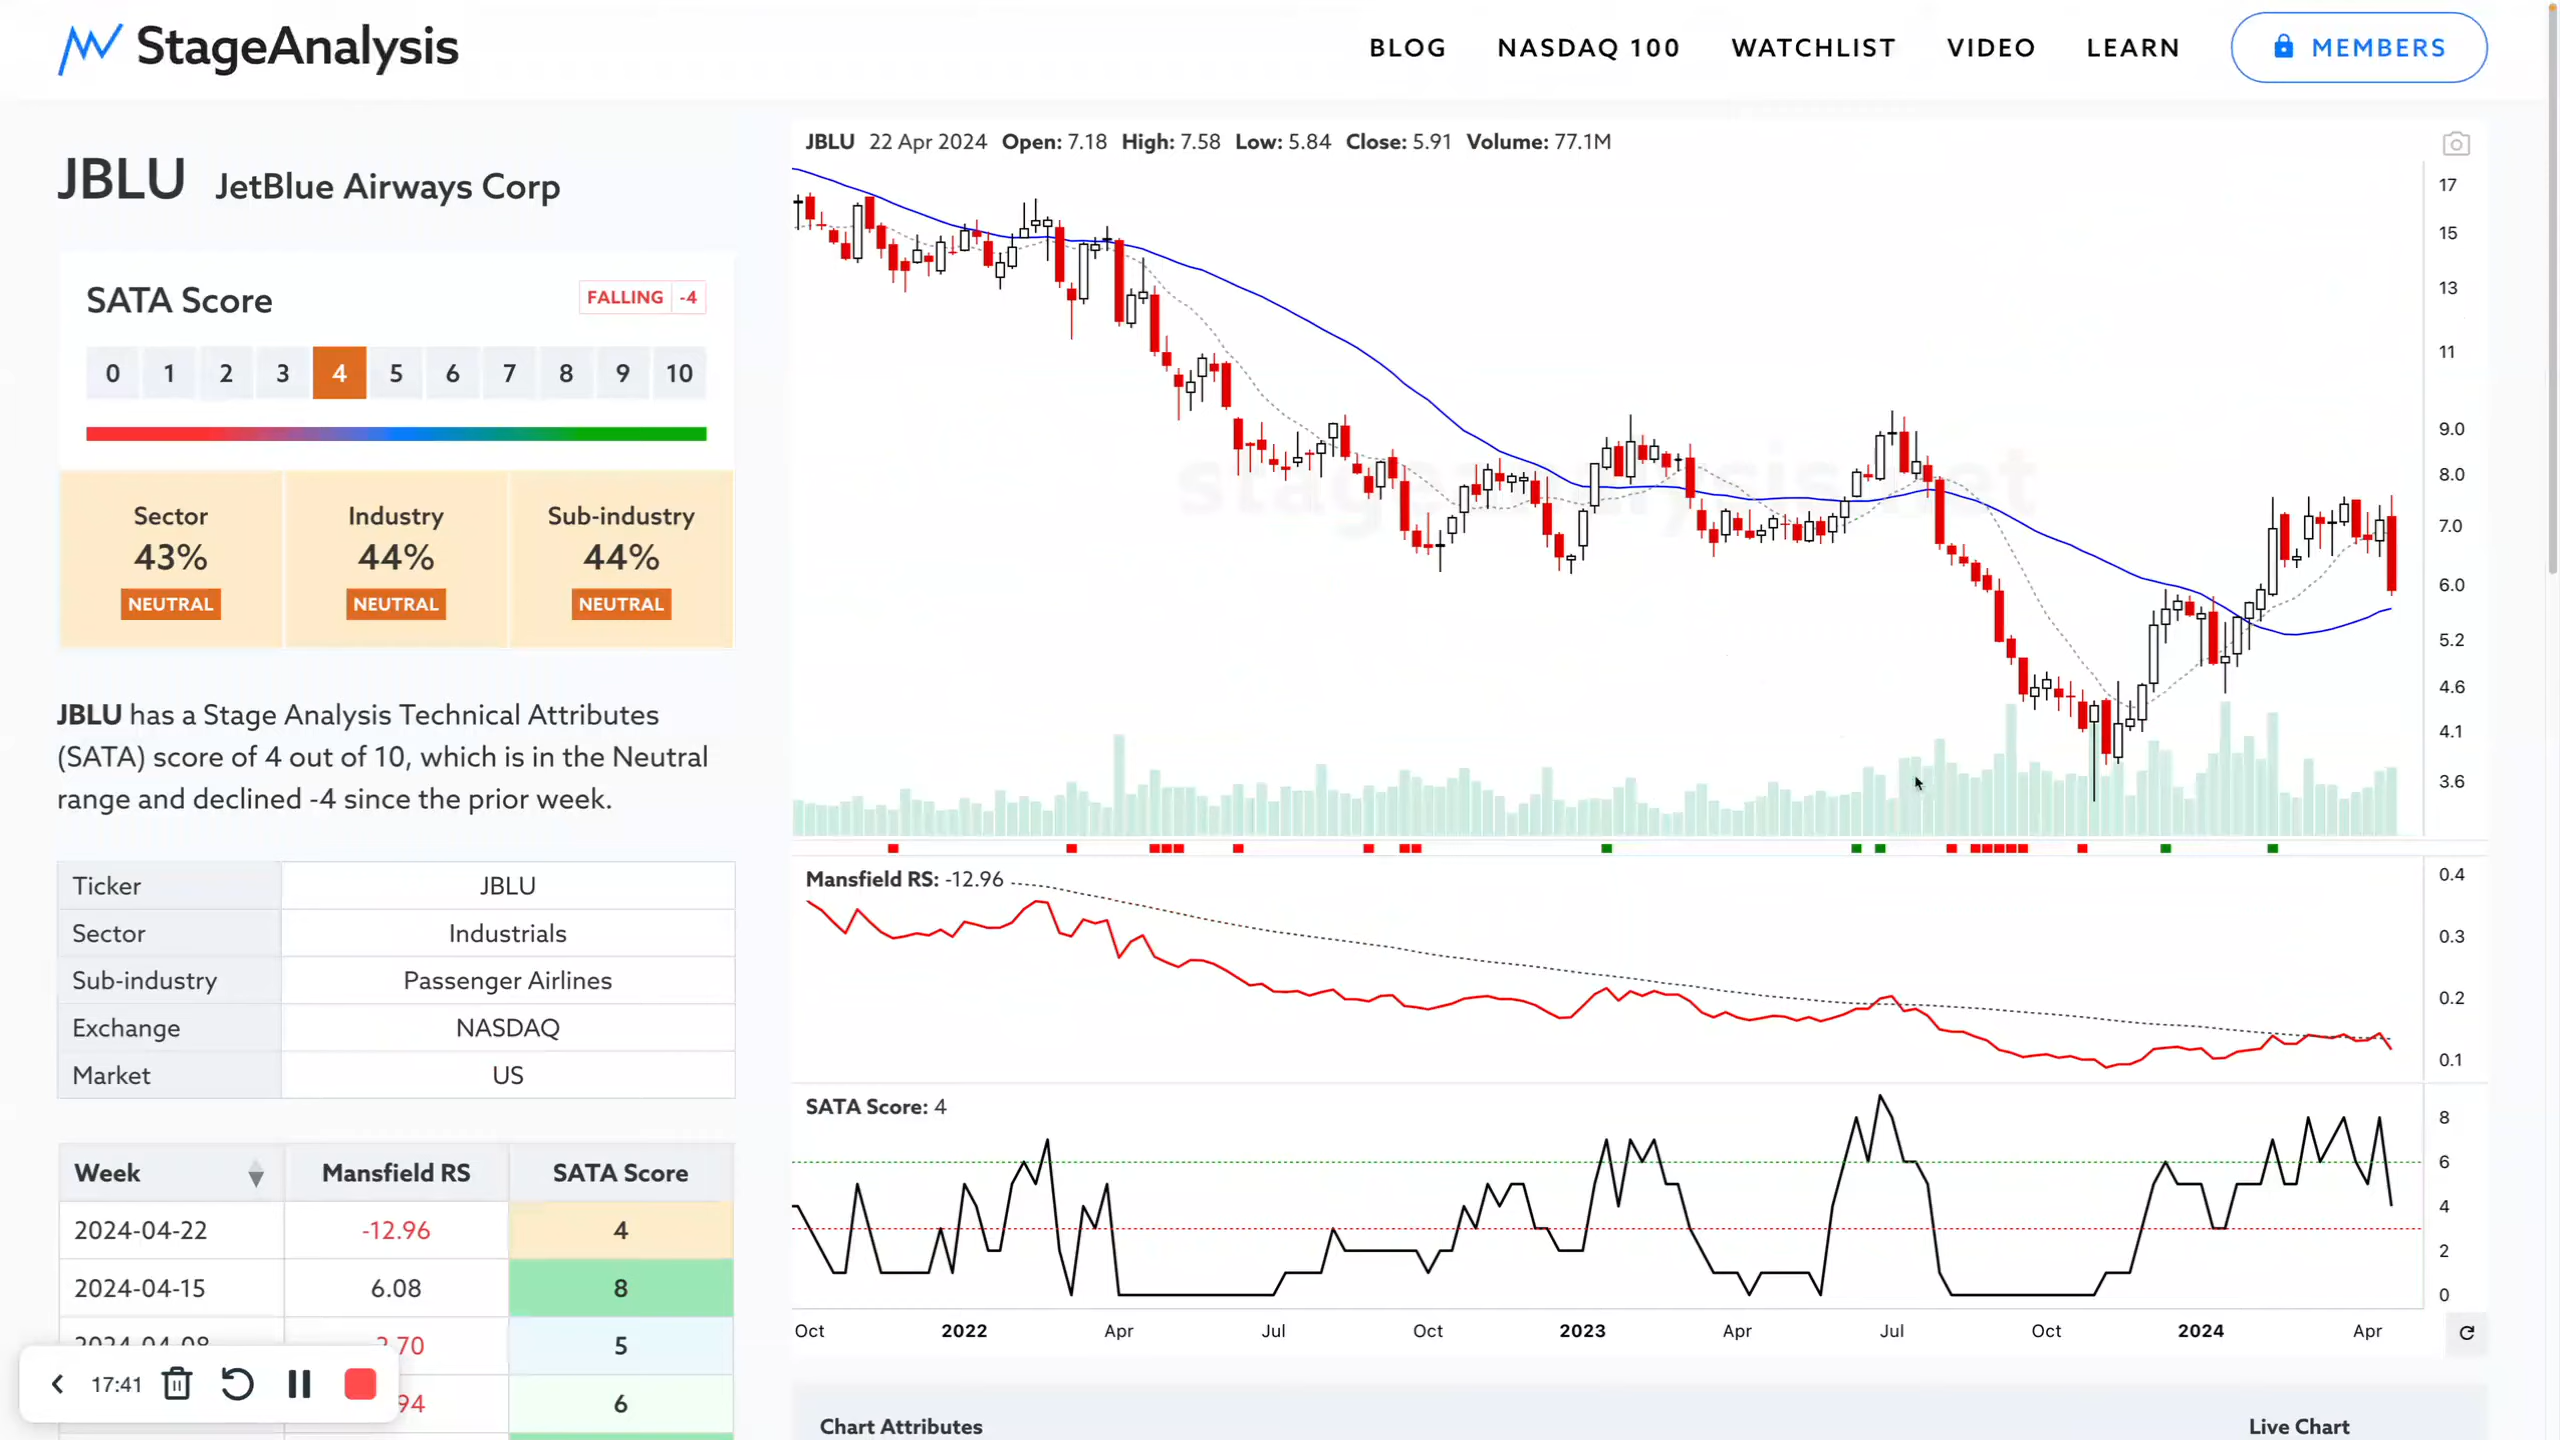 StageAnalysis
BLOG NASDAQ 100 WATCHLIST VIDEO LEARN MEMBERS
JBLU JetBlue Airways Corp
SATA Score
FALLING -4
0 1 2 3 4 5 6 7 8 9 10
Sector Industry Sub-industry
43% 44% 44%
NEUTRAL NEUTRAL NEUTRAL
JBLU has a Stage Analysis Technical Attributes
(SATA) score of 4 out of 10, which is in the Neutral
range and declined -4 since the prior week.
Ticker JBLU
Sector Industrials
Sub-industry Passenger Airlines
Exchange NASDAQ
Market US
Week Mansfield RS SATA Score
2024-04-22 -12.96 4
2024-04-15 6.08 8
5
6
17:41
JBLU 22 Apr 2024 Open: 7.18 High: 7.58 Low: 5.84 Close: 5.91 Volume: 77.1M
17
15
13
11
9.0
8.0
7.0
6.0
5.2
4.6
4.1
3.6
stageanalysis.net
Mansfield RS: -12.96
0.4
0.3
0.2
0.1
SATA Score: 4
8
6
4
2
0
Oct 2022 Apr Jul Oct 2023 Apr Jul Oct 2024 Apr
Chart Attributes Live Chart